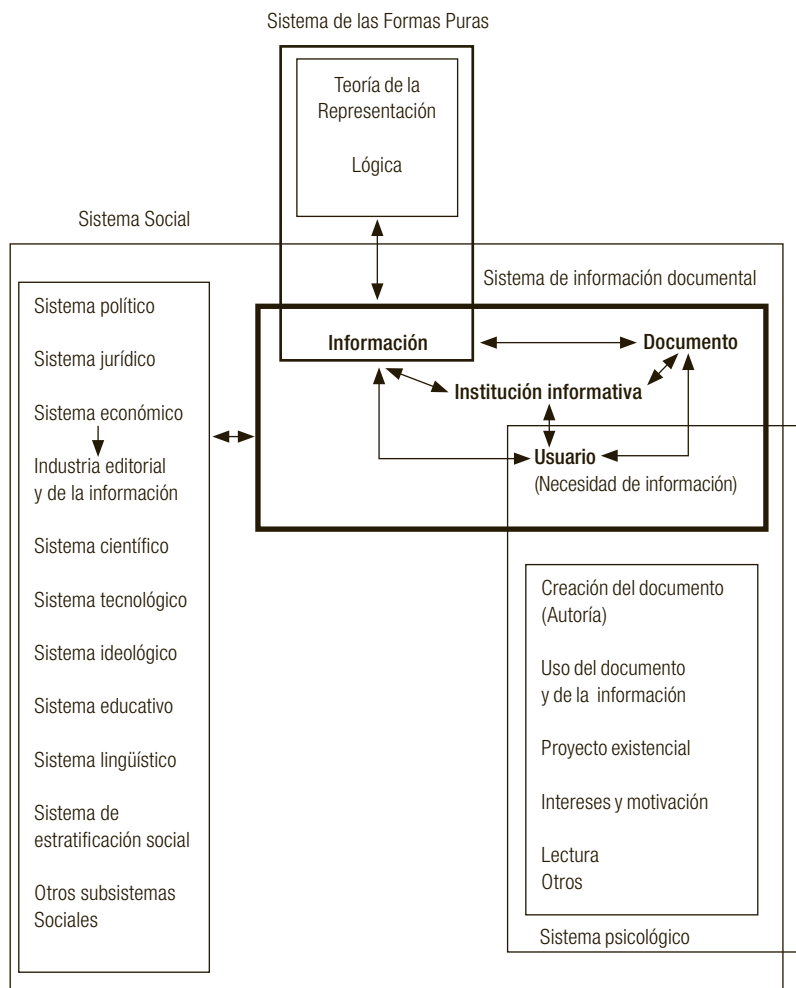 Sistema de las Formas Puras
Teoría de la
Representación
Lógica
Sistema Social
Sistema de información documental
Sistema político
Sistema jurídico
Sistema económico
Industria editorial
y de la información
Sistema científico
Sistema tecnológico
Sistema ideológico
Sistema educativo
Sistema lingüístico
Sistema de
estratificación social
Otros subsistemas
Sociales
Información
Documento
Institución informativa
Usuario
(Necesidad de información)
Creación del documento
(Autoría)
Uso del documento
y de la información
Proyecto existencial
Intereses y motivación
Lectura
Otros
Sistema psicológico